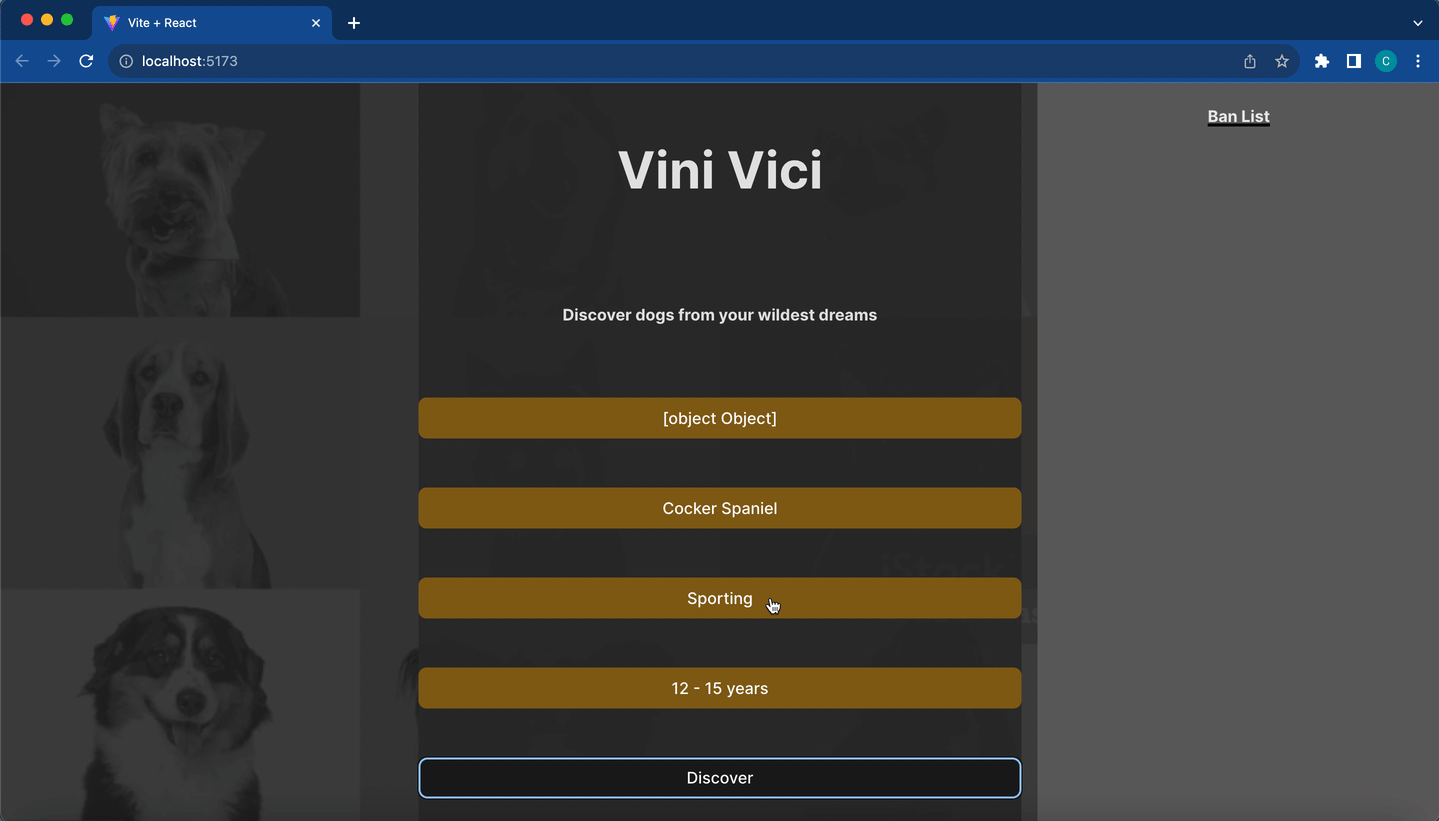 Vite + React
localhost:5173
C
Ban List
Vini Vici
Discover dogs from your wildest dreams
[object Object]
Cocker Spaniel
iStock
Sporting
12 - 15 years
Discover